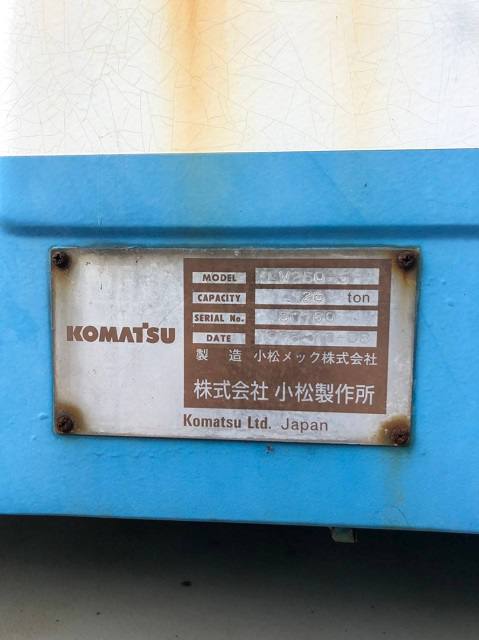 KOMATSU
MODEL
CAPACITY ton
SERIAL No.
DATE
製造 小松メック株式会社
株式会社 小松製作所
Komatsu Ltd. Japan